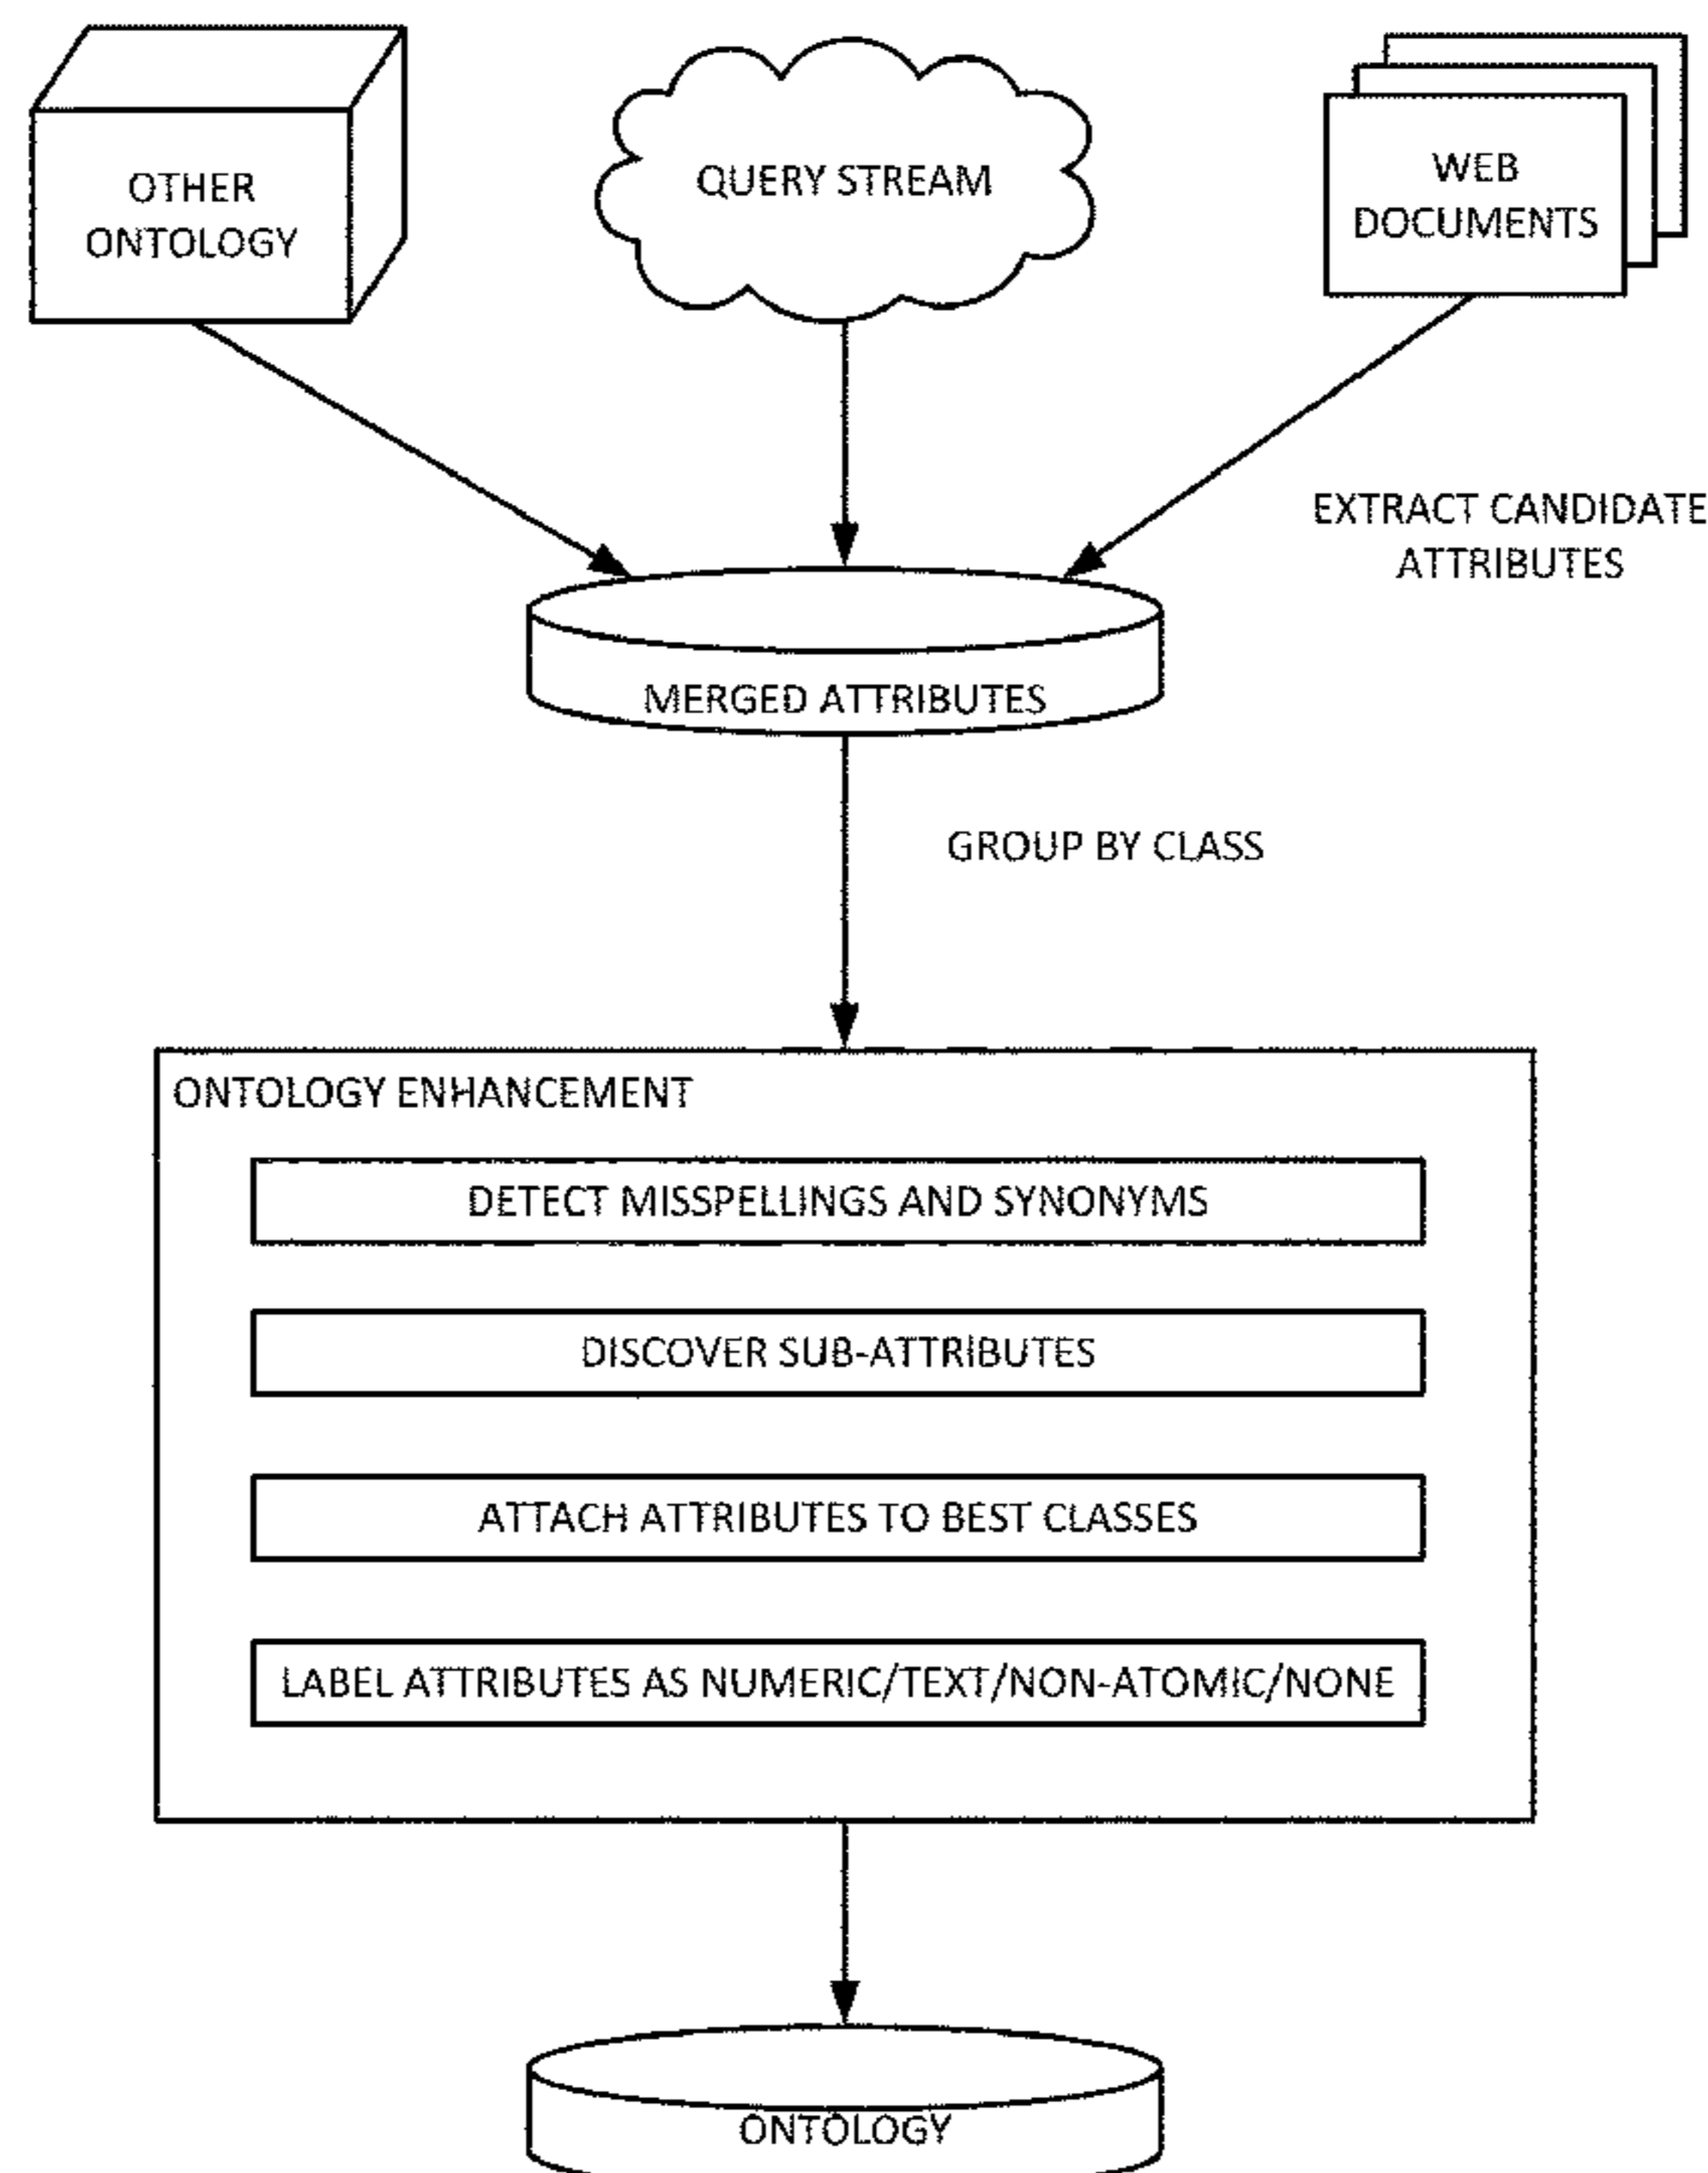 OTHER
ONTOLOGY
QUERY STREAM
WEB
DOCUMENTS
EXTRACT CANDIDATE
ATTRIBUTES
MERGED ATTRIBUTES
GROUP BY CLASS
ONTOLOGY ENHANCEMENT
DETECT MISSPELLINGS AND SYNONYMS
DISCOVER SUB-ATTRIBUTES
ATTACH ATTRIBUTES TO BEST CLASSES
LABEL ATTRIBUTES AS NUMERIC/TEXT/NON-ATOMIC/NONE
ONTOLOGY